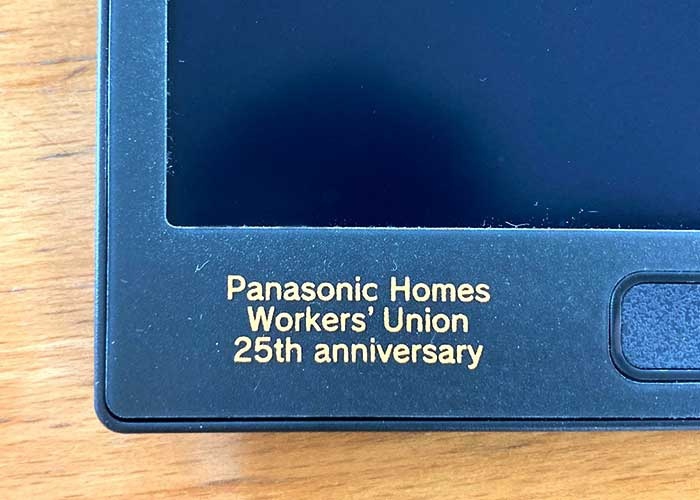 Panasonic Homes
Workers' Union
25th anniversary